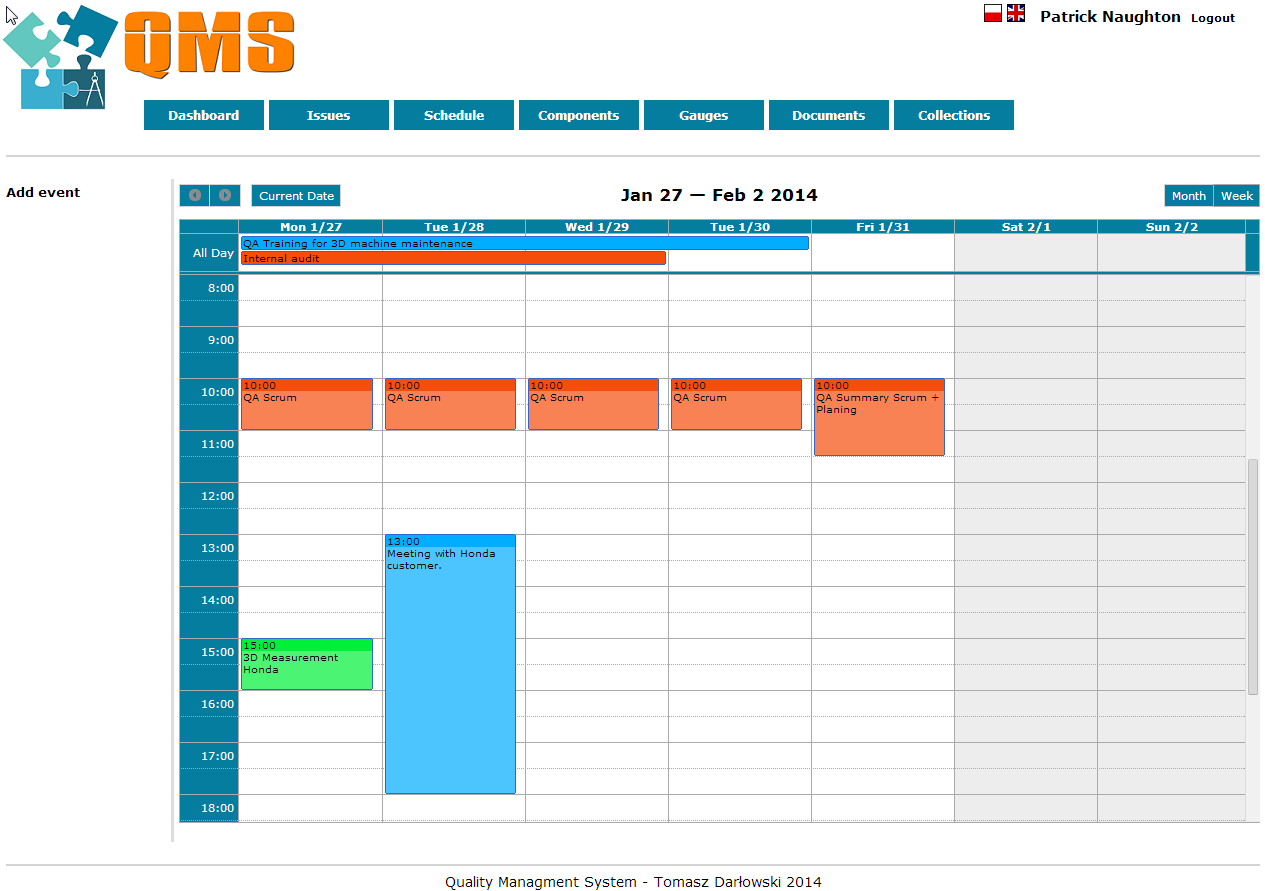 QMS
Patrick Naughton Logout
Dashboard Issues Schedule Components Gauges Documents Collections
Add event
Current Date
Jan 27 — Feb 2 2014
Month Week
Mon 1/27 Tue 1/28 Wed 1/29 Tue 1/30 Fri 1/31 Sat 2/1 Sun 2/2
All Day
QA Training for 3D machine maintenance
Internal audit
8:00
9:00
10:00
10:00
QA Scrum
10:00
QA Scrum
10:00
QA Scrum
10:00
QA Scrum
10:00
QA Summary Scrum +
Planing
11:00
12:00
13:00
13:00
Meeting with Honda
customer.
14:00
15:00
15:00
3D Measurement
Honda
16:00
17:00
18:00
Quality Managment System - Tomasz Darłowski 2014